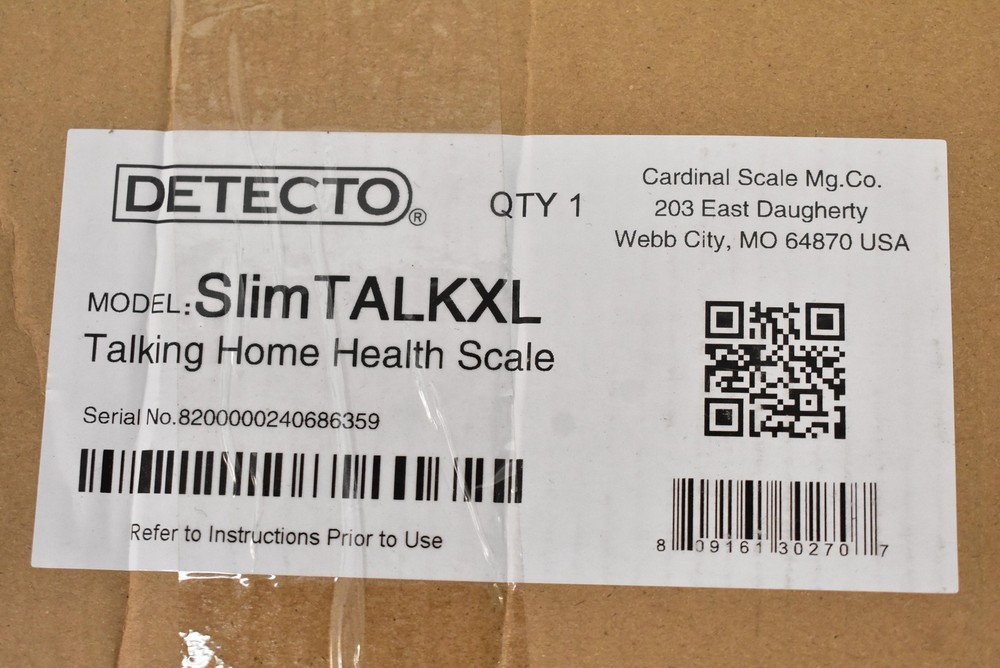 DETECTO®
QTY 1
Cardinal Scale Mg.Co.
203 East Daugherty
Webb City, MO 64870 USA
MODEL:SlimTALKXL
Talking Home Health Scale
Serial No.8200000240686359
Refer to Instructions Prior to Use
8 09161 30270 7